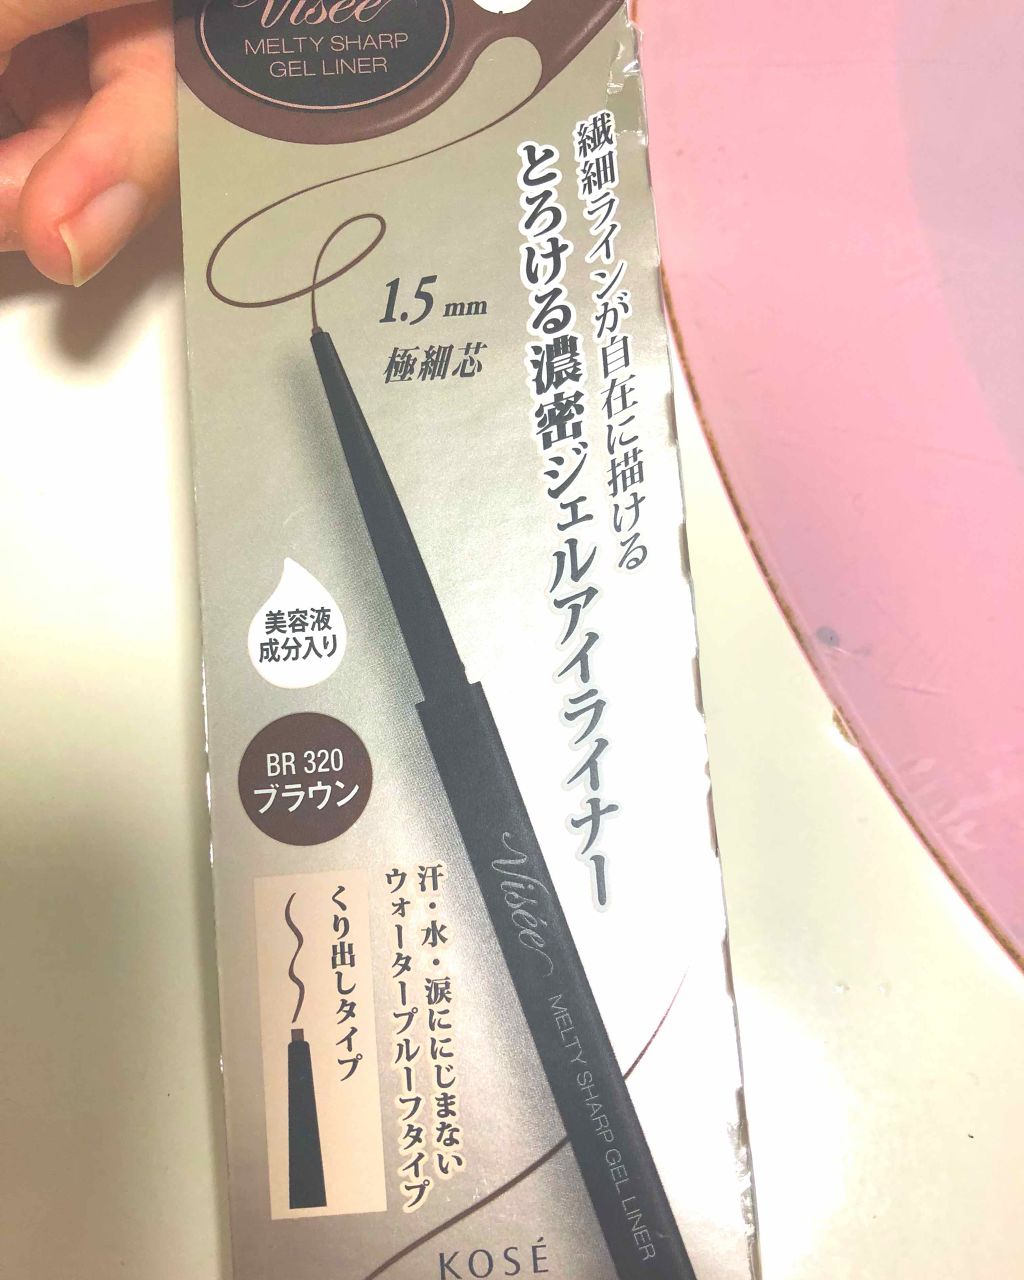 Visée
MELTY SHARP
GEL LINER
繊細ラインが自在に描ける
とろける濃密ジェルアイライナー
1.5 mm
極細芯
美容液
成分入り
BR 320
ブラウン
汗・水・涙ににじまない
ウォータープルーフタイプ
くり出しタイプ
Visée
MELTY SHARP GEL LINER
KOSÉ